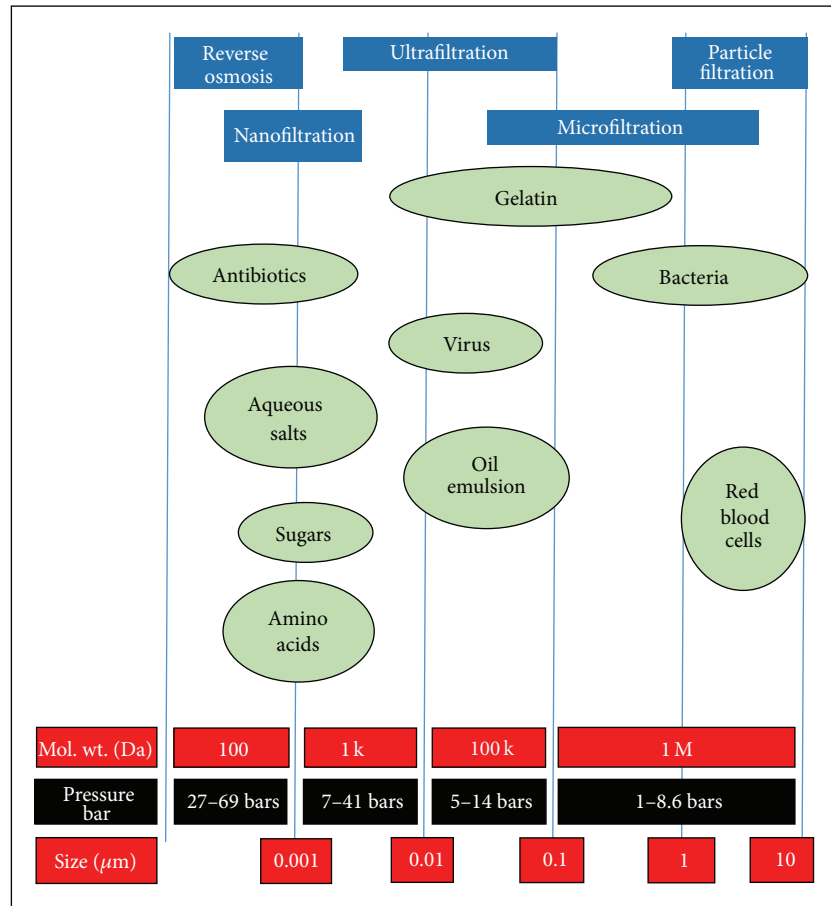 Reverse
osmosis
Ultrafiltration
Particle
filtration
Nanofiltration
Microfiltration
Gelatin
Antibiotics
Bacteria
Virus
Aqueous
salts
Oil
emulsion
Red
blood
cells
Sugars
Amino
acids
Mol. wt. (Da)
100
1 k
100 k
1 M
Pressure
bar
27–69 bars
7–41 bars
5–14 bars
1–8.6 bars
Size (μm)
0.001
0.01
0.1
1
10